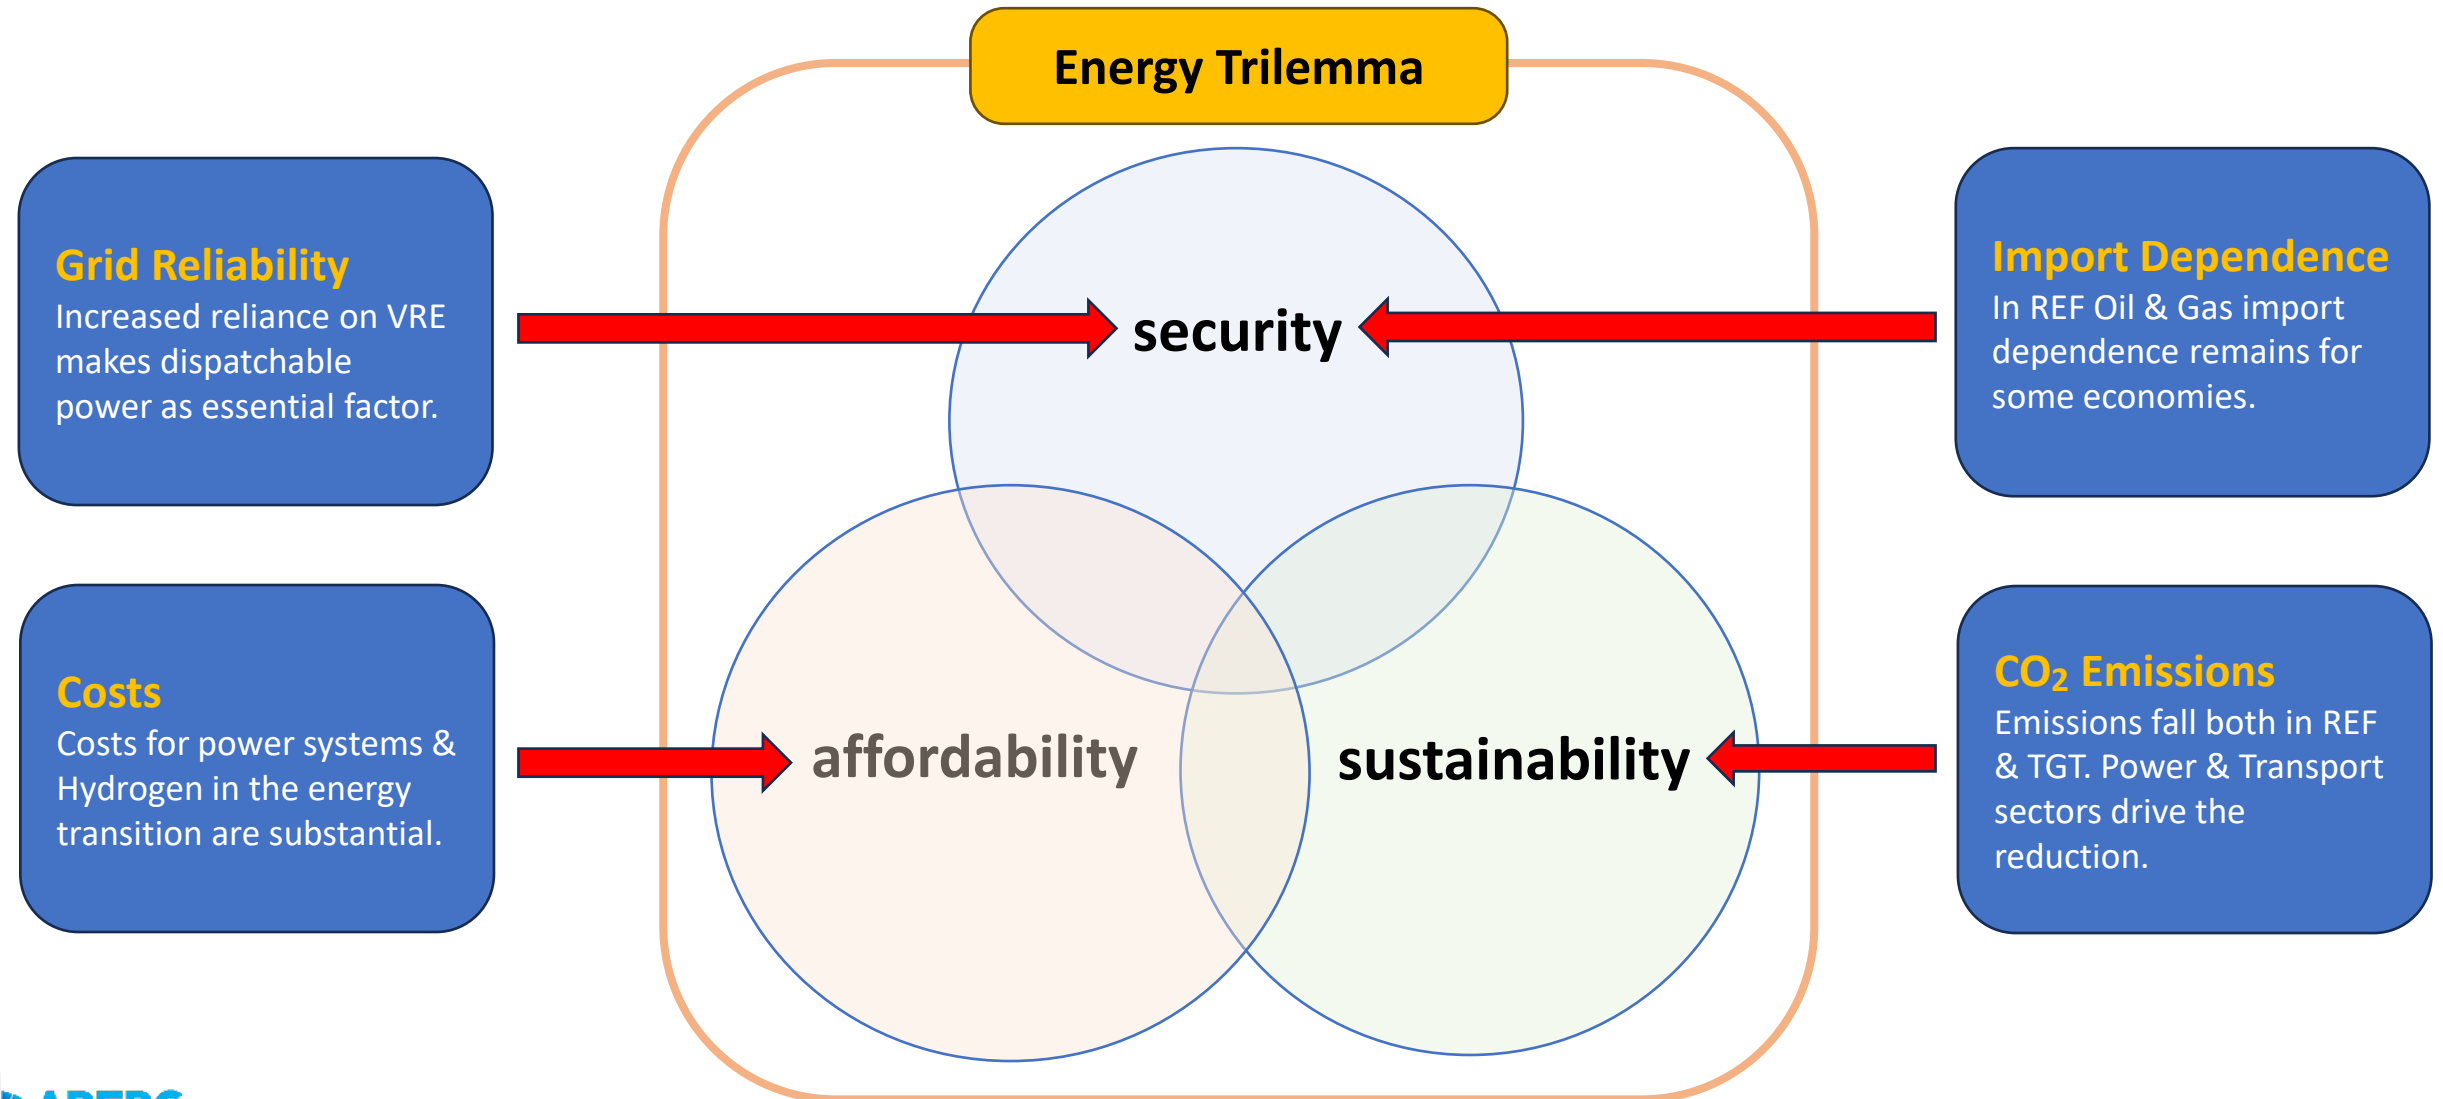 Energy Trilemma
Grid Reliability
Increased reliance on VRE
makes dispatchable
power as essential factor.
Import Dependence
In REF Oil & Gas import
dependence remains for
some economies.
security
Costs
Costs for power systems &
Hydrogen in the energy
transition are substantial.
affordability
sustainability
CO₂ Emissions
Emissions fall both in REF
& TGT. Power & Transport
sectors drive the
reduction.